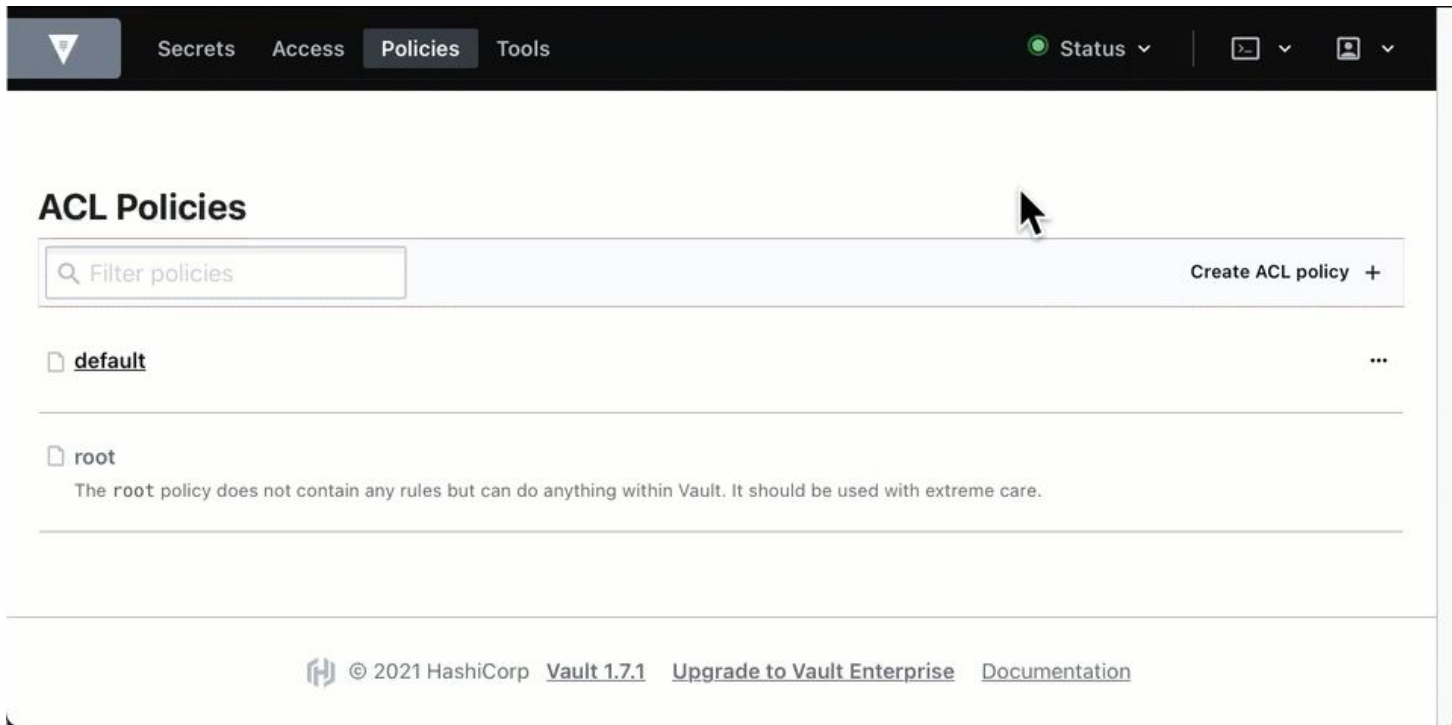 Secrets Access Policies Tools Status
ACL Policies
Filter policies Create ACL policy +
default ...
root
The root policy does not contain any rules but can do anything within Vault. It should be used with extreme care.
© 2021 HashiCorp Vault 1.7.1 Upgrade to Vault Enterprise Documentation